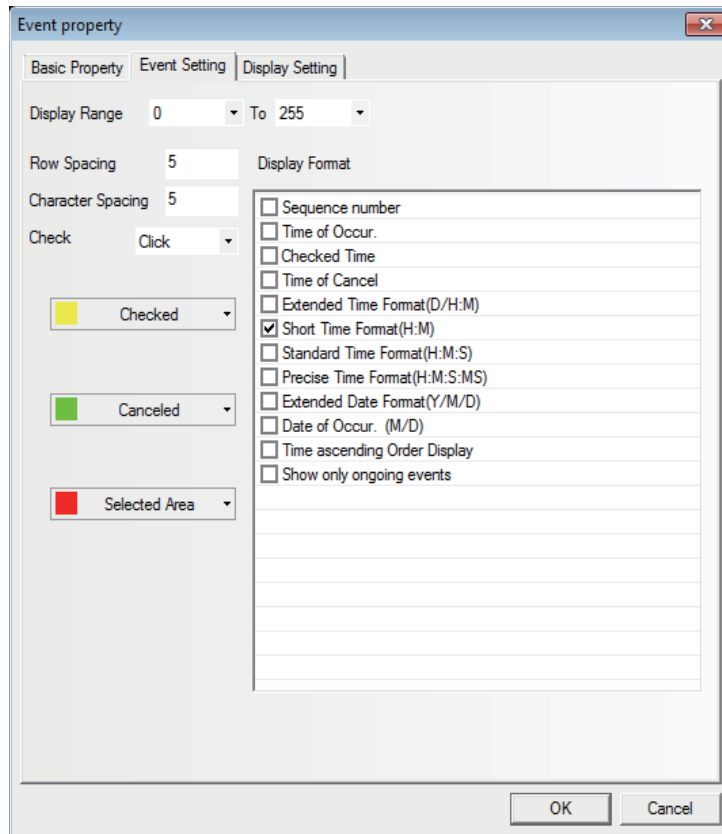 Event property
Basic Property Event Setting Display Setting
Display Range 0 To 255
Row Spacing 5 Display Format
Character Spacing 5
Check Click
Checked
Canceled
Selected Area
Sequence number
Time of Occur.
Checked Time
Time of Cancel
Extended Time Format(D/H:M)
Short Time Format(H:M)
Standard Time Format(H:M:S)
Precise Time Format(H:M:S:MS)
Extended Date Format(Y/M/D)
Date of Occur. (M/D)
Time ascending Order Display
Show only ongoing events
OK Cancel